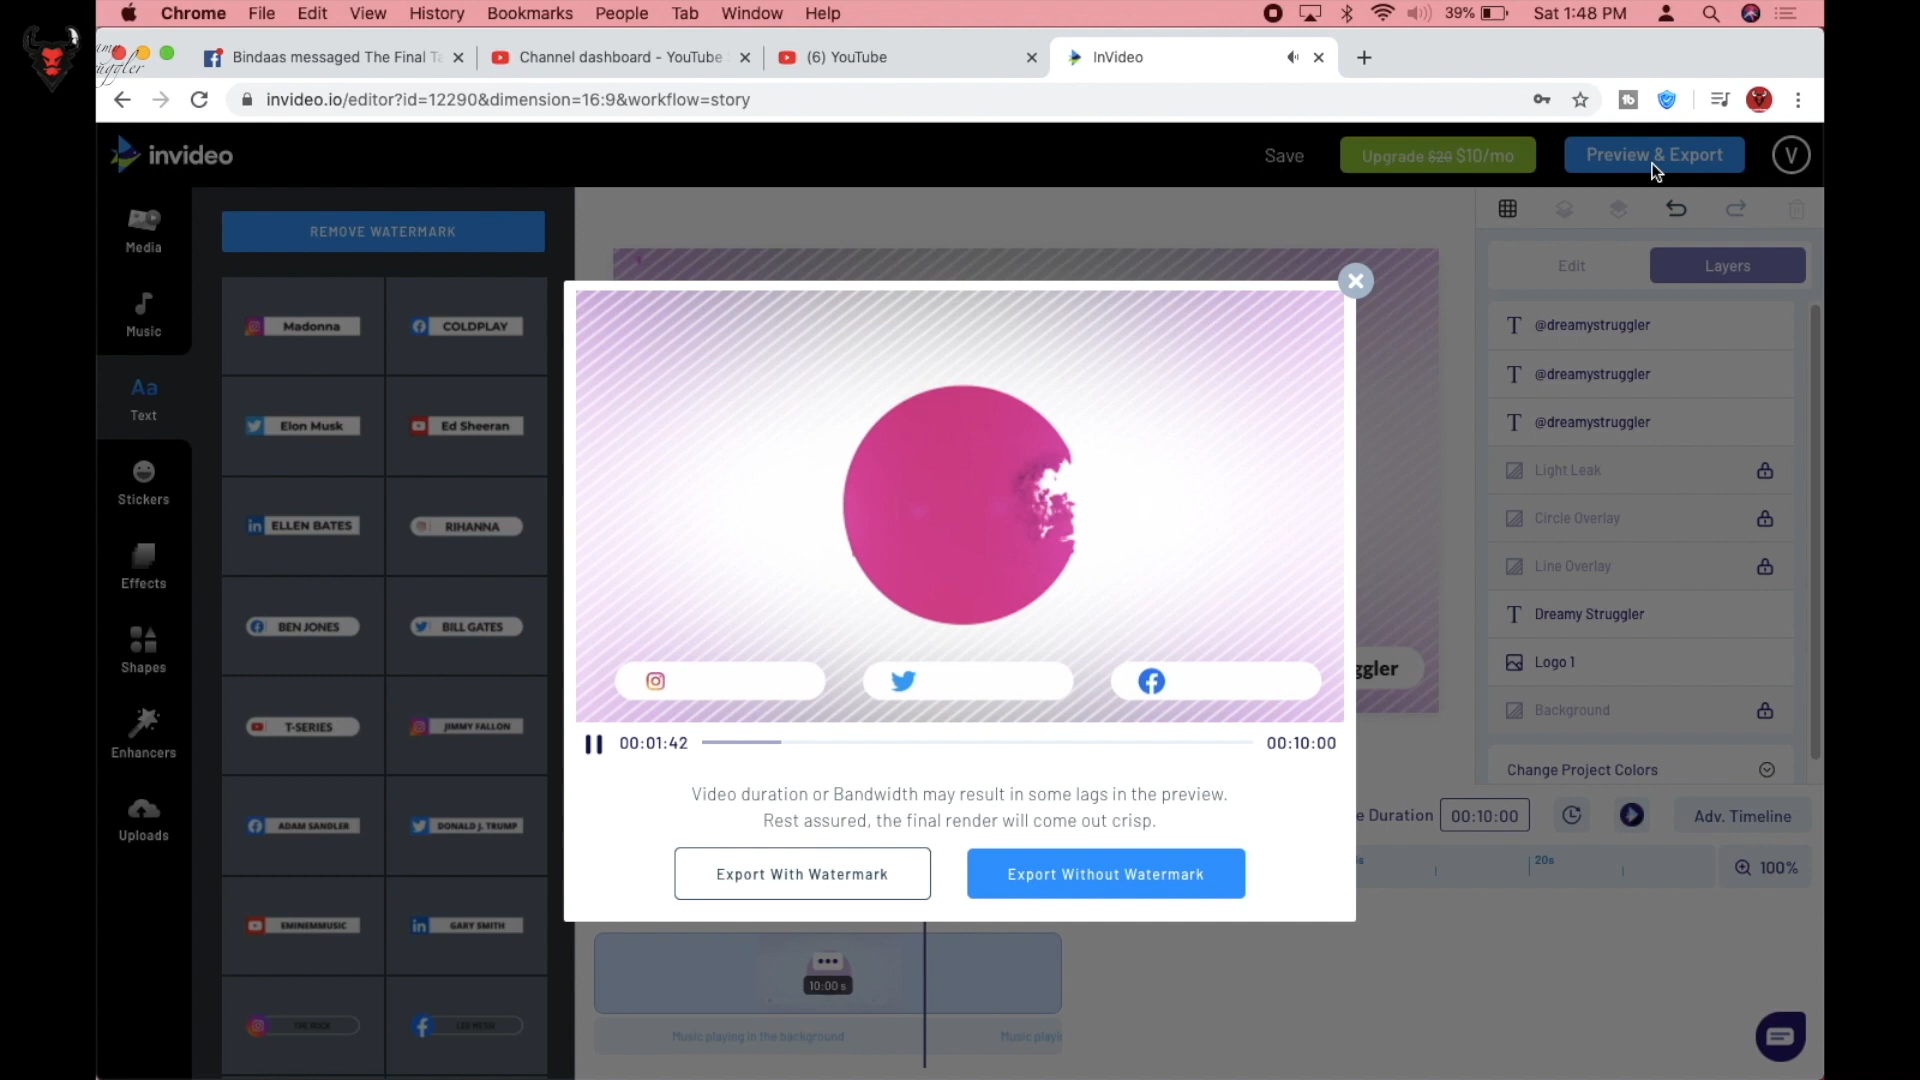 Chrome File Edit View History Bookmarks People Tab Window Help 39% Sat 1:48 PM
Bindaas messaged The Final Ta
Channel dashboard - YouTube
(6) YouTube
InVideo
invideo.io/editor?id=12290&dimension=16:9&workflow=story
invideo
Save
Upgrade $20 $10/mo
Preview & Export
V
Media
Music
Aa
Text
Stickers
Effects
Shapes
Enhancers
Uploads
REMOVE WATERMARK
Madonna
COLDPLAY
Elon Musk
Ed Sheeran
ELLEN BATES
RIHANNA
BEN JONES
BILL GATES
T-SERIES
JIMMY FALLON
ADAM SANDLER
DONALD J. TRUMP
EMINEMMUSIC
GARY SMITH
THE ROCK
LEO MESSI
00:01:42
00:10:00
Video duration or Bandwidth may result in some lags in the preview.
Rest assured, the final render will come out crisp.
Export With Watermark
Export Without Watermark
ggler
Edit
Layers
@dreamystruggler
@dreamystruggler
@dreamystruggler
Light Leak
Circle Overlay
Line Overlay
Dreamy Struggler
Logo 1
Background
Change Project Colors
e Duration
00:10:00
Adv. Timeline
20s
100%
10:00 s
Music playing in the background
Music playi